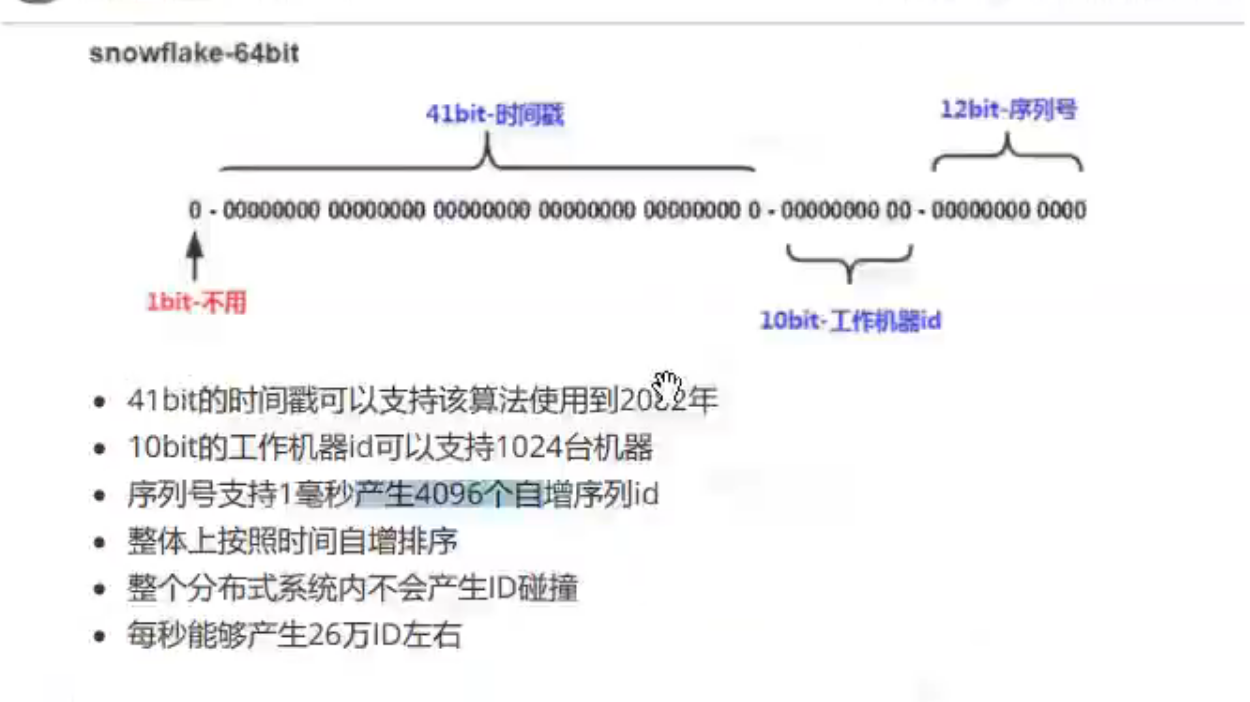 snowflake-64bit
41bit-时间戳
12bit-序列号
0 - 00000000 00000000 00000000 00000000 00000000 0 - 00000000 00 - 00000000 0000
1bit-不用
10bit-工作机器id
41bit的时间戳可以支持该算法使用到2082年
10bit的工作机器id可以支持1024台机器
序列号支持1毫秒产生4096个自增序列id
整体上按照时间自增排序
整个分布式系统内不会产生ID碰撞
每秒能够产生26万ID左右